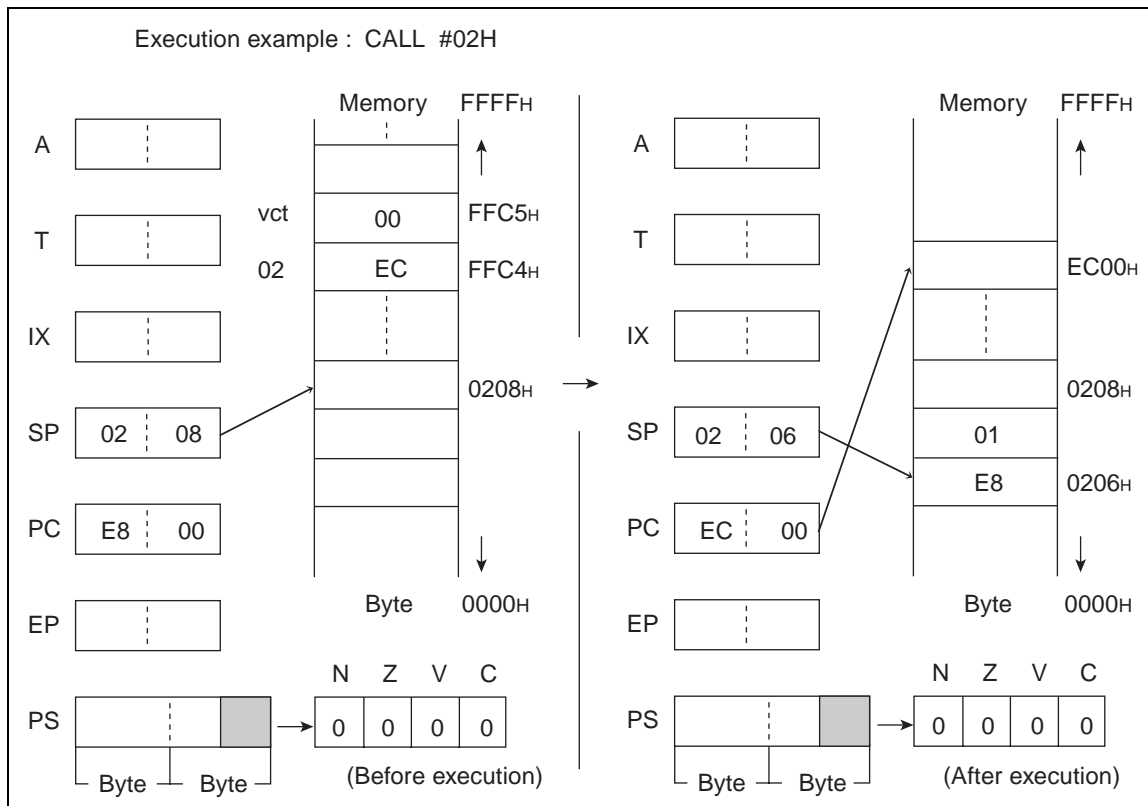 Execution example : CALL #02H
Memory FFFFH
A
vct 00 FFC5H
T
02 EC FFC4H
IX
0208H
SP 02 08
PC E8 00
Byte 0000H
EP
N Z V C
PS 0 0 0 0
Byte Byte (Before execution)
Memory FFFFH
A
T
EC00H
IX
0208H
SP 02 06 01
E8 0206H
PC EC 00
Byte 0000H
EP
N Z V C
PS 0 0 0 0
Byte Byte (After execution)